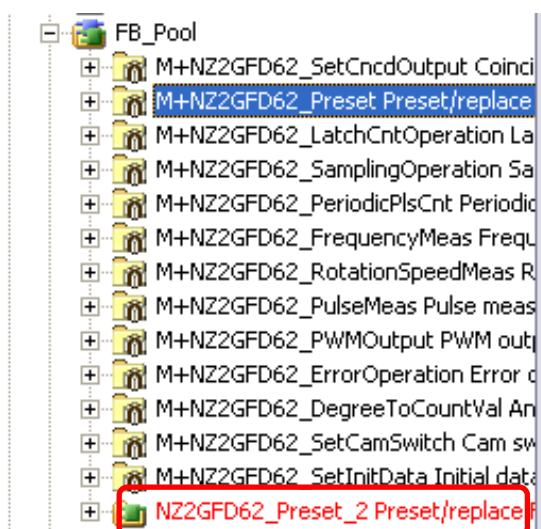 FB_Pool
M+NZ2GFD62_SetCncdOutput Coinci
M+NZ2GFD62_Preset Preset/replace
M+NZ2GFD62_LatchCntOperation La
M+NZ2GFD62_SamplingOperation Sa
M+NZ2GFD62_PeriodicPlsCnt Periodic
M+NZ2GFD62_FrequencyMeas Frequ
M+NZ2GFD62_RotationSpeedMeas R
M+NZ2GFD62_PulseMeas Pulse meas
M+NZ2GFD62_PWMOutput PWM outp
M+NZ2GFD62_ErrorOperation Error o
M+NZ2GFD62_DegreeToCountVal An
M+NZ2GFD62_SetCamSwitch Cam sw
M+NZ2GFD62_SetInitData Initial data
NZ2GFD62_Preset_2 Preset/replace F